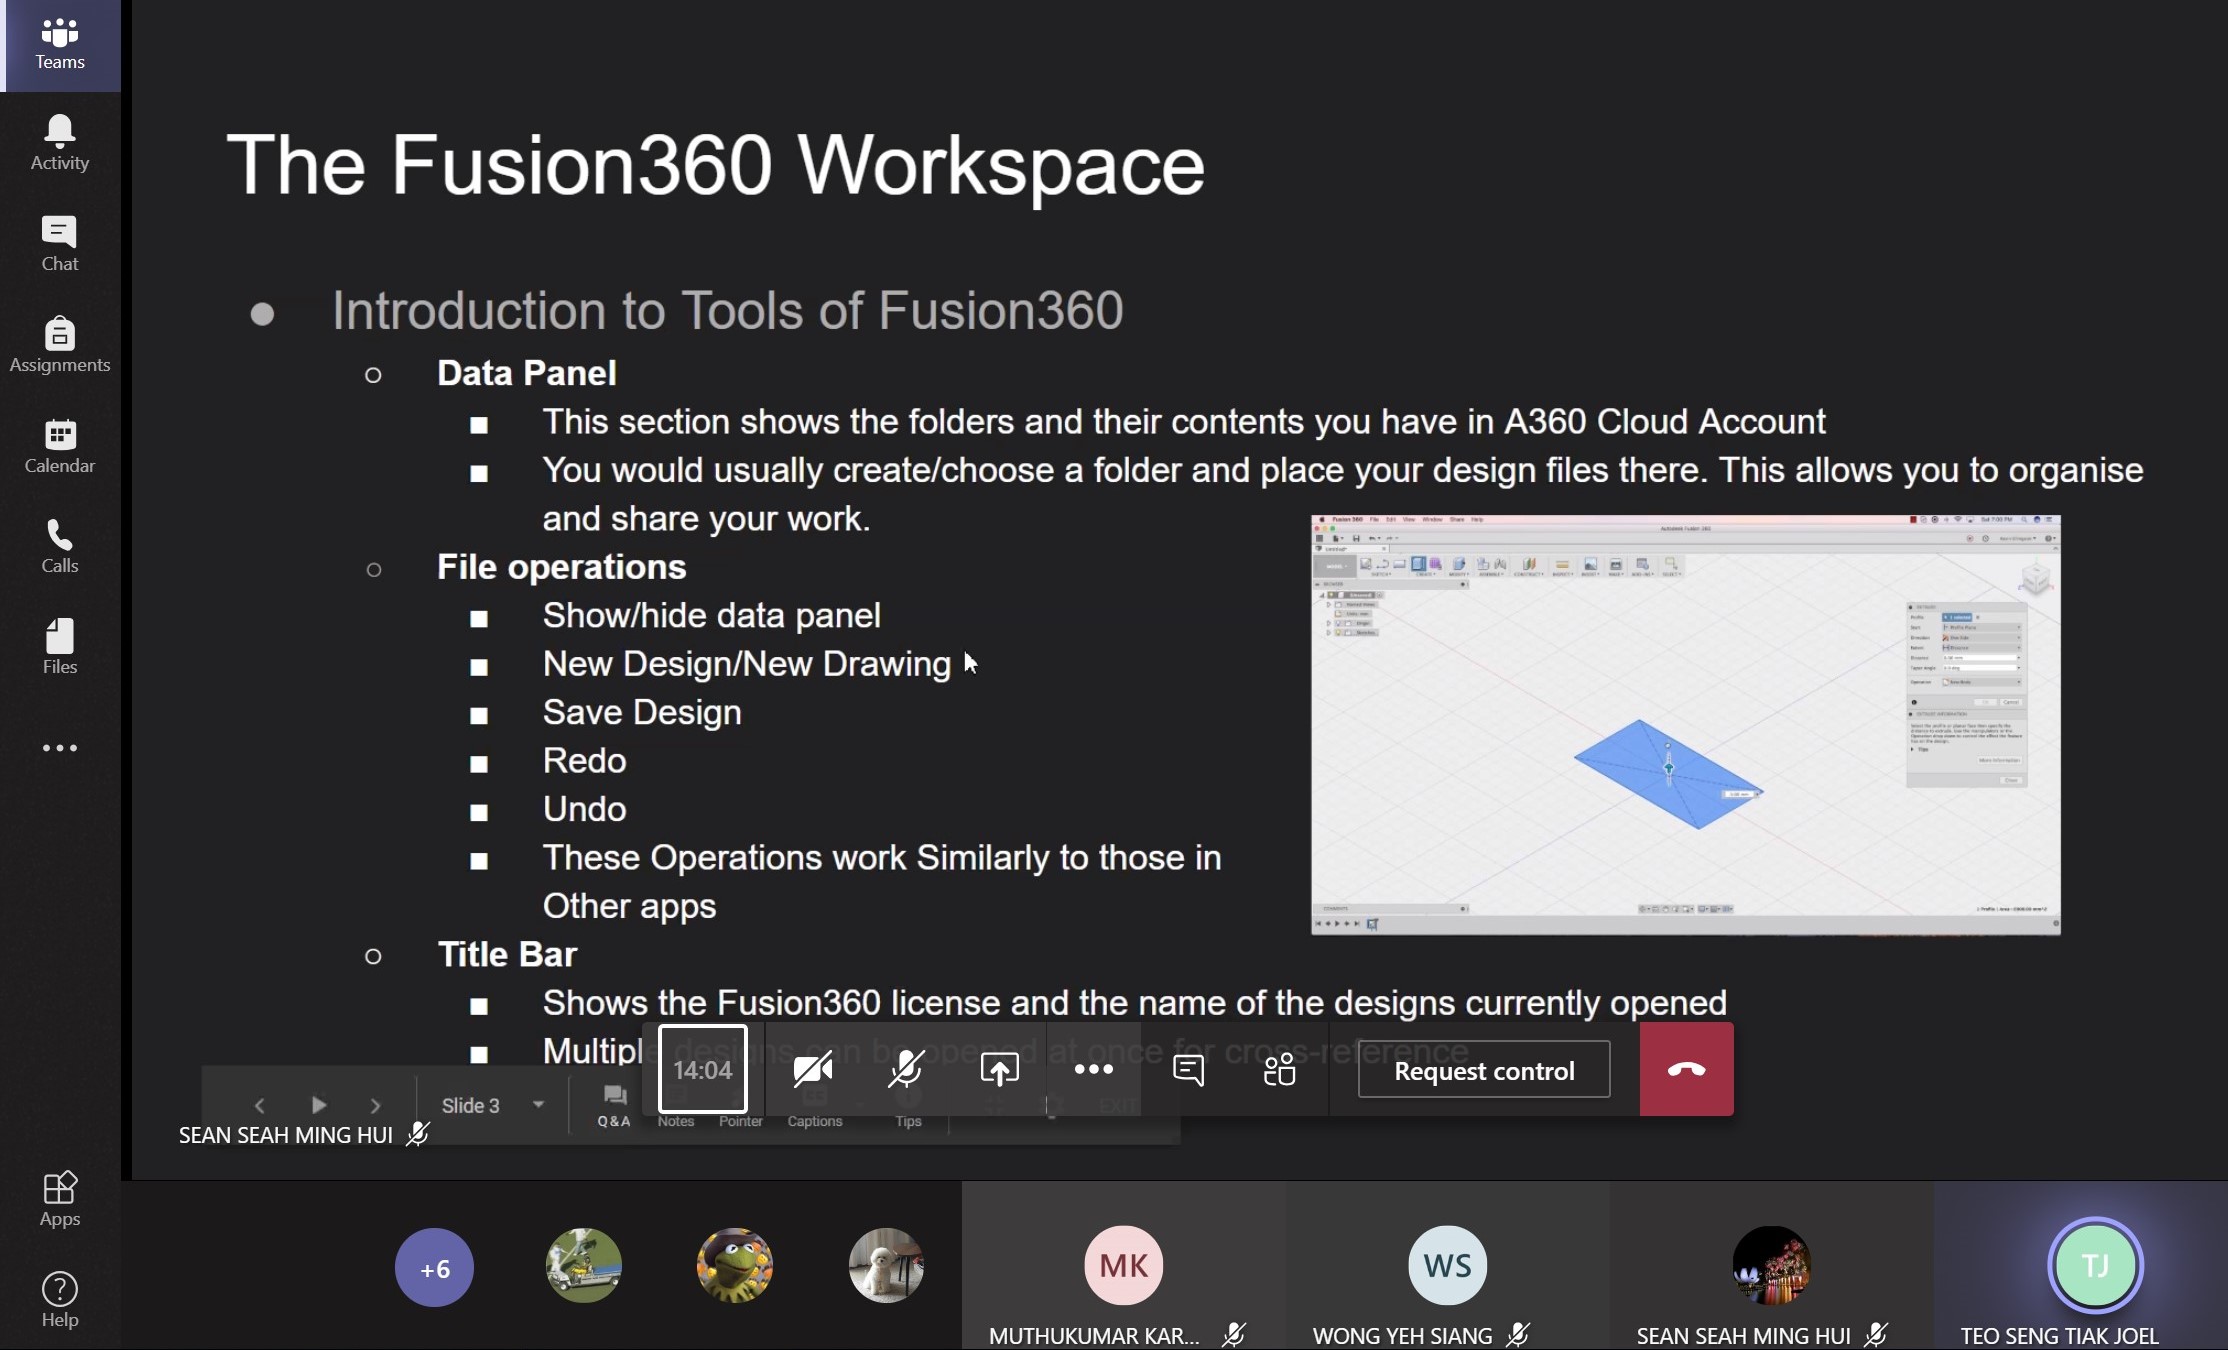 Teams
Activity
Chat
Assignments
Calendar
Calls
Files
Apps
Help
The Fusion360 Workspace
Introduction to Tools of Fusion360
Data Panel
This section shows the folders and their contents you have in A360 Cloud Account
You would usually create/choose a folder and place your design files there. This allows you to organise
and share your work.
File operations
Show/hide data panel
New Design/New Drawing
Save Design
Redo
Undo
These Operations work Similarly to those in
Other apps
Title Bar
Shows the Fusion360 license and the name of the designs currently opened
Multiple designs can be opened at once for cross-reference
14:04
Request control
Slide 3
Q&A
Notes
Pointer
Captions
Tips
EXIT
SEAN SEAH MING HUI
+6
MK
WS
TJ
MUTHUKUMAR KAR...
WONG YEH SIANG
SEAN SEAH MING HUI
TEO SENG TIAK JOEL